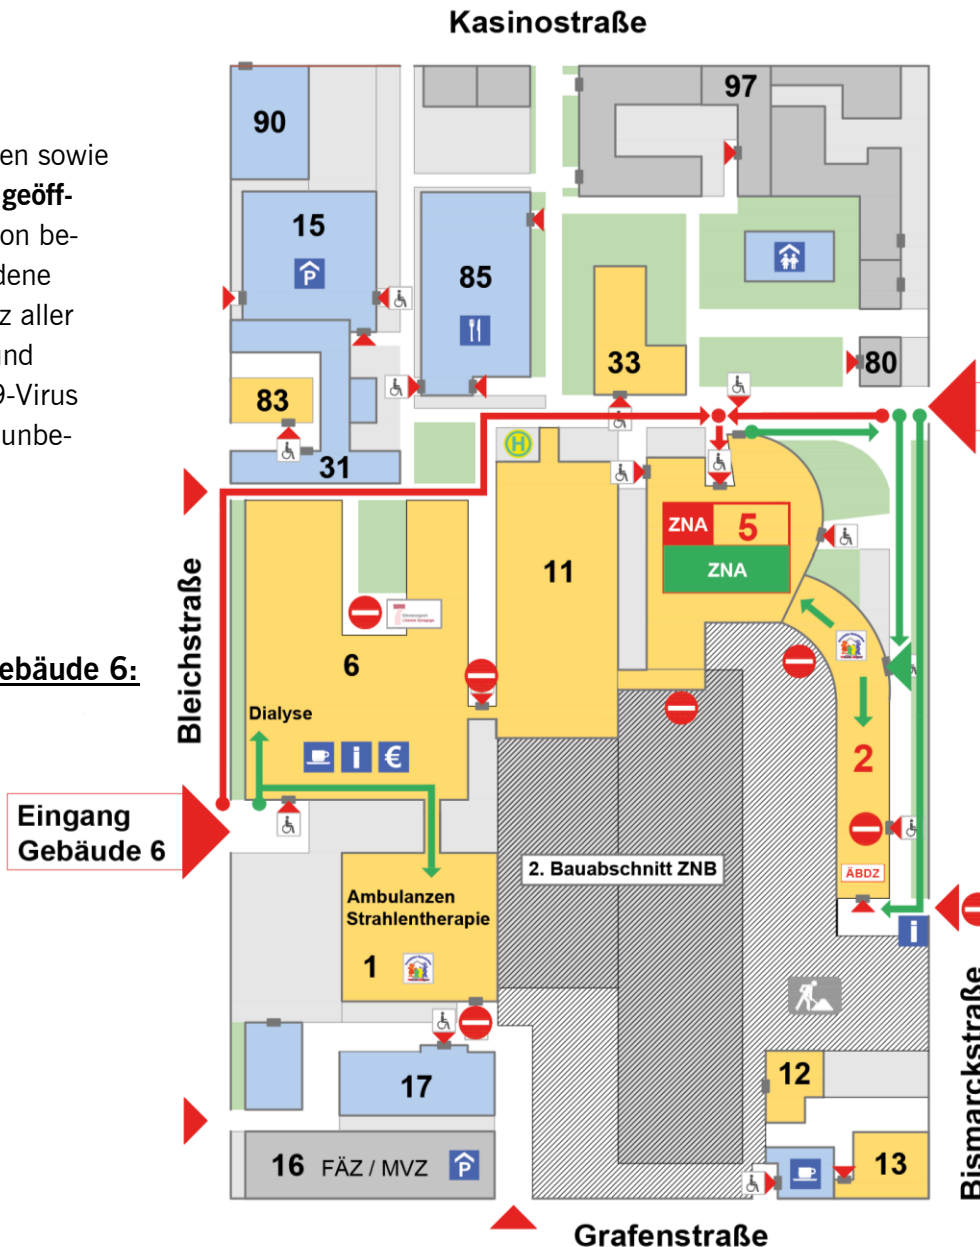 Kasinostraße
en sowie
geöff-
on be-
dene
z aller
und
9-Virus
unbe-
90
15
P
85
97
33
80
83
31
H
11
ZNA
5
ZNA
6
Dialyse
i
€
ebäude 6:
Bleichstraße
Eingang
Gebäude 6
2
ÄBDZ
i
2. Bauabschnitt ZNB
Ambulanzen
Strahlentherapie
1
17
16 FÄZ / MVZ P
12
13
Bismarckstraße
Grafenstraße